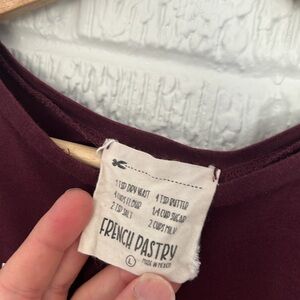 1 TSP DRY YEAST 1 TSP BUTTER
4 CUPS FLOUR 1/4 CUP SUGAR
2 TSP SALT 2 CUPS MILK
FRENCH PASTRY
L MADE IN MEXICO